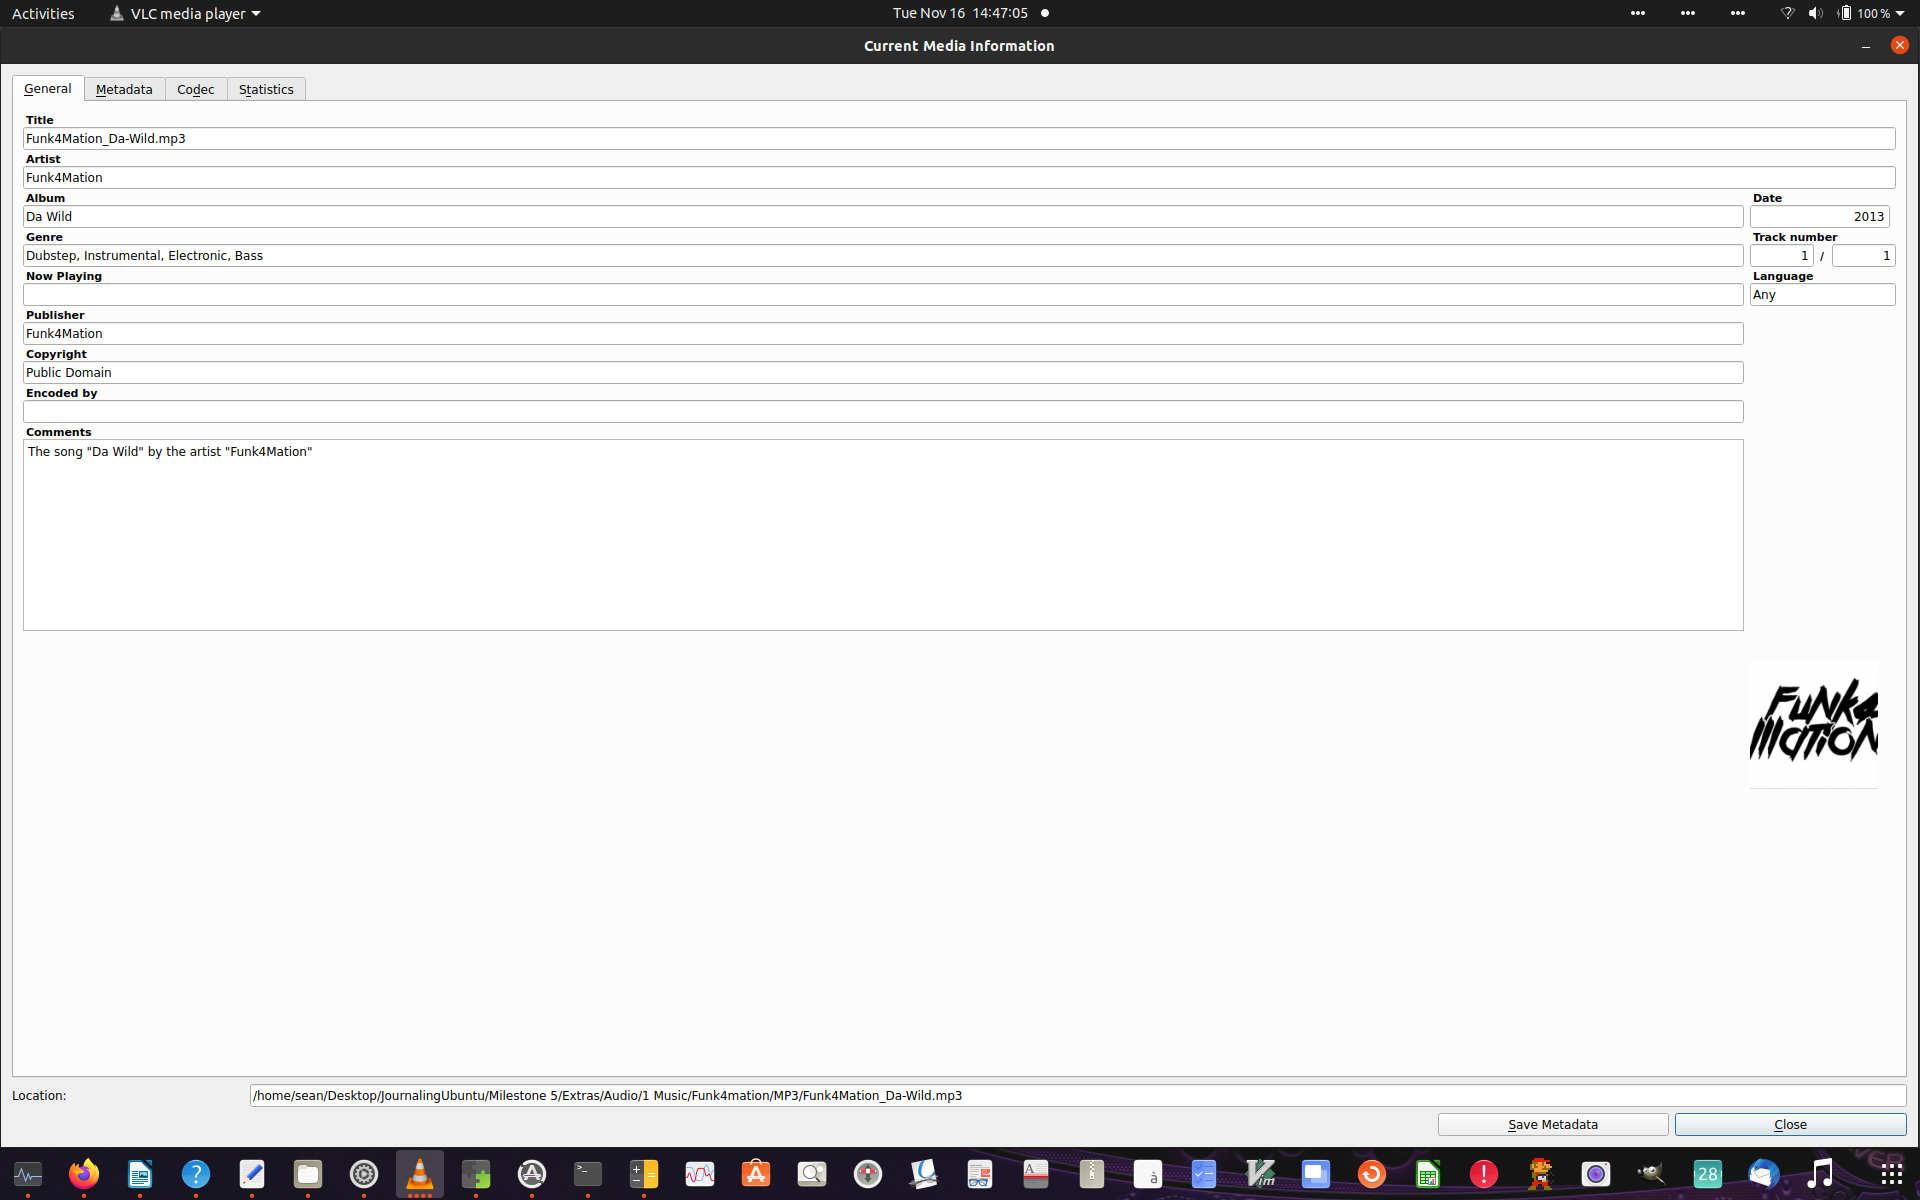 Activities VLC media player Tue Nov 16 14:47:05 100 %
Current Media Information
General Metadata Codec Statistics
Title
Funk4Mation_Da-Wild.mp3
Artist
Funk4Mation
Album Date
Da Wild 2013
Genre Track number
Dubstep, Instrumental, Electronic, Bass 1 / 1
Now Playing Language
Any
Publisher
Funk4Mation
Copyright
Public Domain
Encoded by
Comments
The song "Da Wild" by the artist "Funk4Mation"
Funk4
Mation
Location: /home/sean/Desktop/JournalingUbuntu/Milestone 5/Extras/Audio/1 Music/Funk4mation/MP3/Funk4Mation_Da-Wild.mp3
Save Metadata Close
? >_ A à Vim ! 28